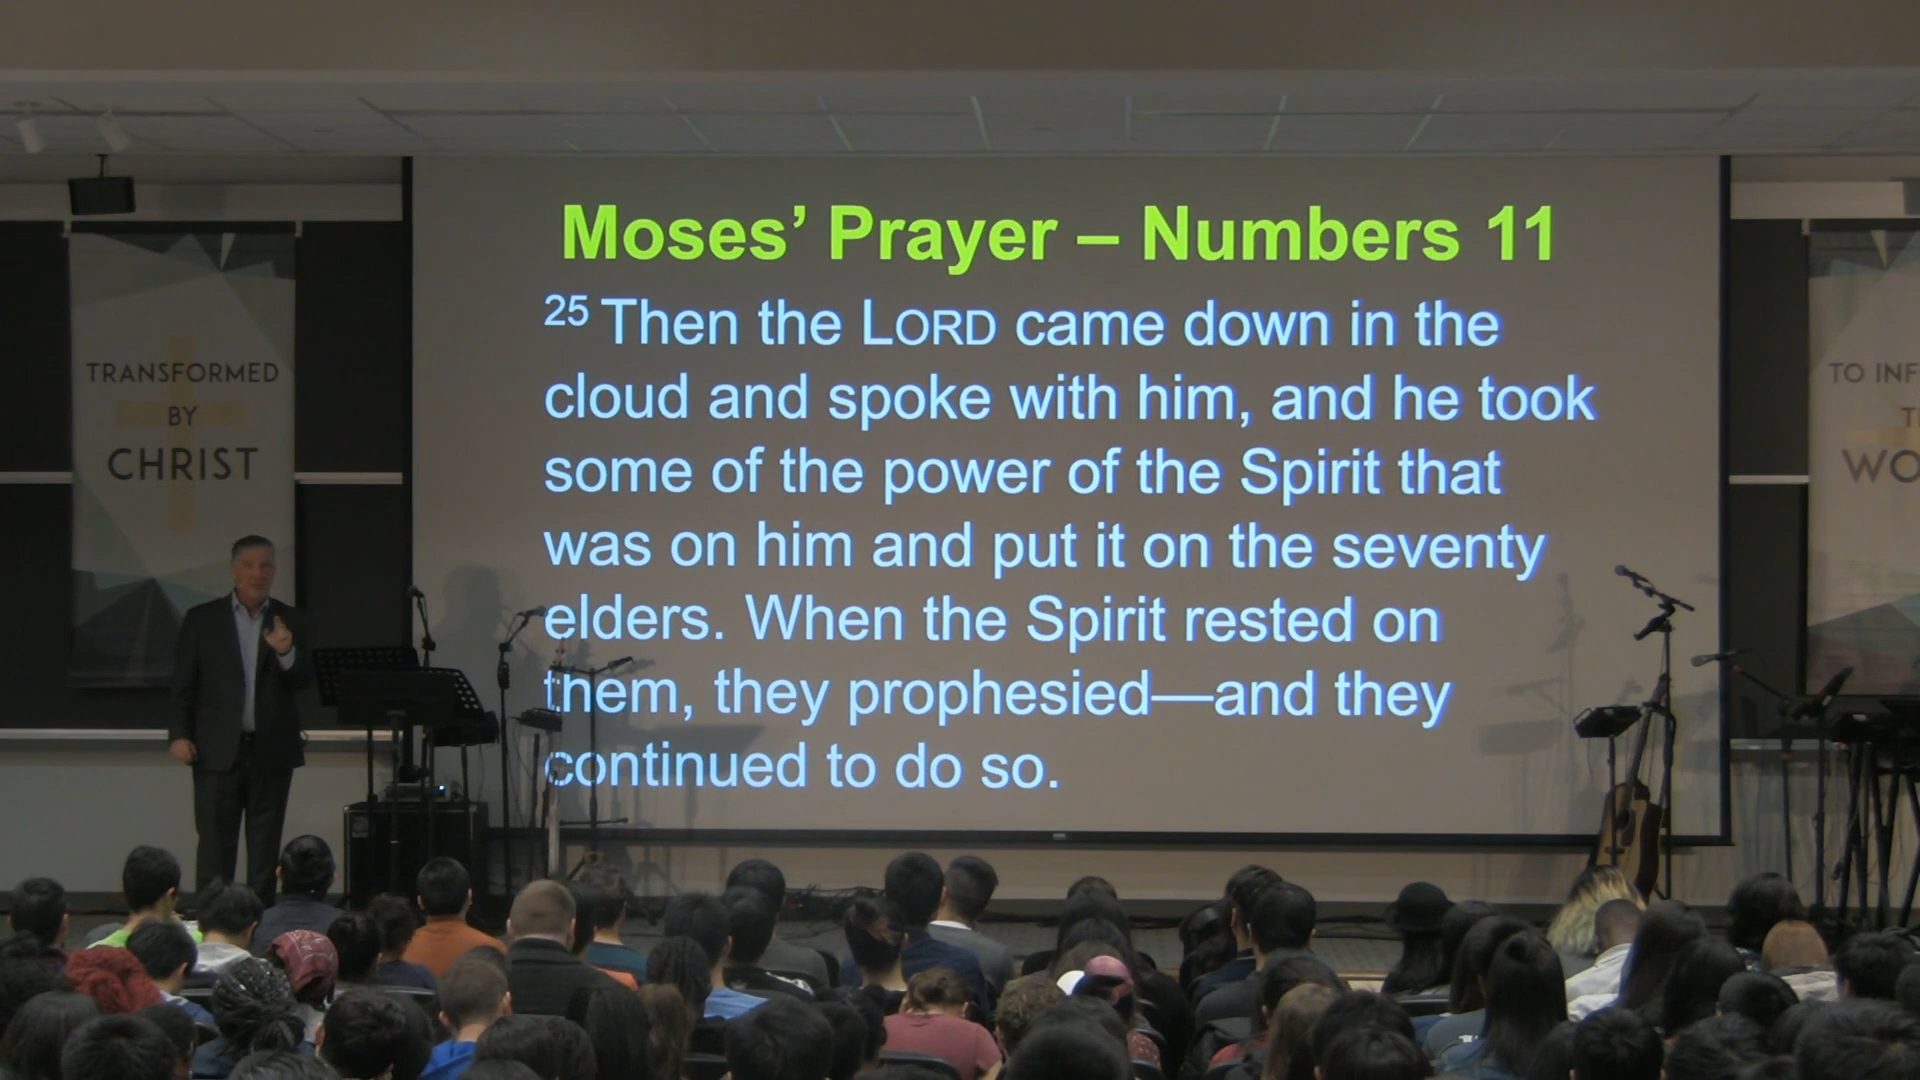 Moses’ Prayer – Numbers 11
25 Then the LORD came down in the
cloud and spoke with him, and he took
some of the power of the Spirit that
was on him and put it on the seventy
elders. When the Spirit rested on
them, they prophesied—and they
continued to do so.
TRANSFORMED
BY
CHRIST
TO